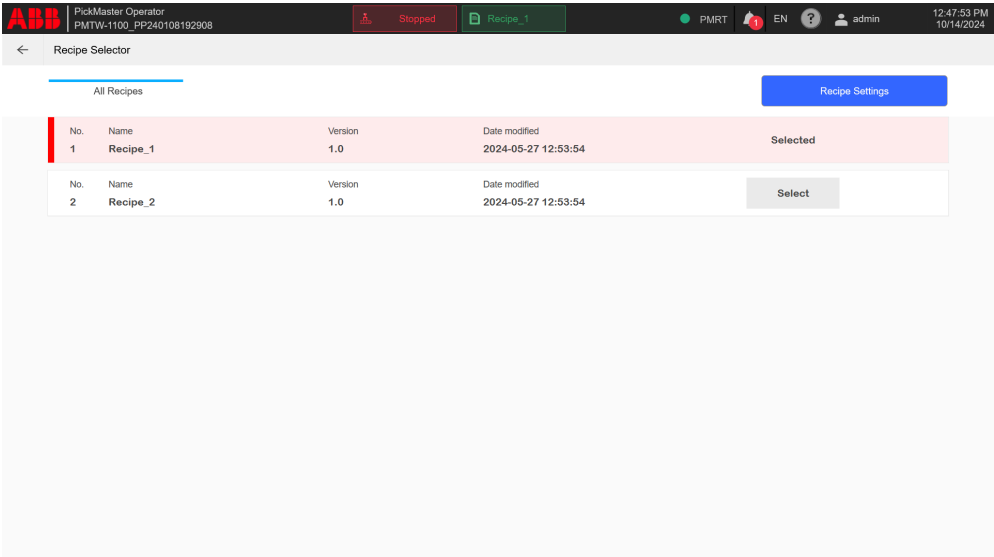 ABB
PickMaster Operator
PMTW-1100_PP240108192908
Stopped
Recipe_1
PMRT
1
EN
?
admin
12:47:53 PM
10/14/2024
Recipe Selector
All Recipes
Recipe Settings
No. Name Version Date modified
1 Recipe_1 1.0 2024-05-27 12:53:54
Selected
No. Name Version Date modified
2 Recipe_2 1.0 2024-05-27 12:53:54
Select